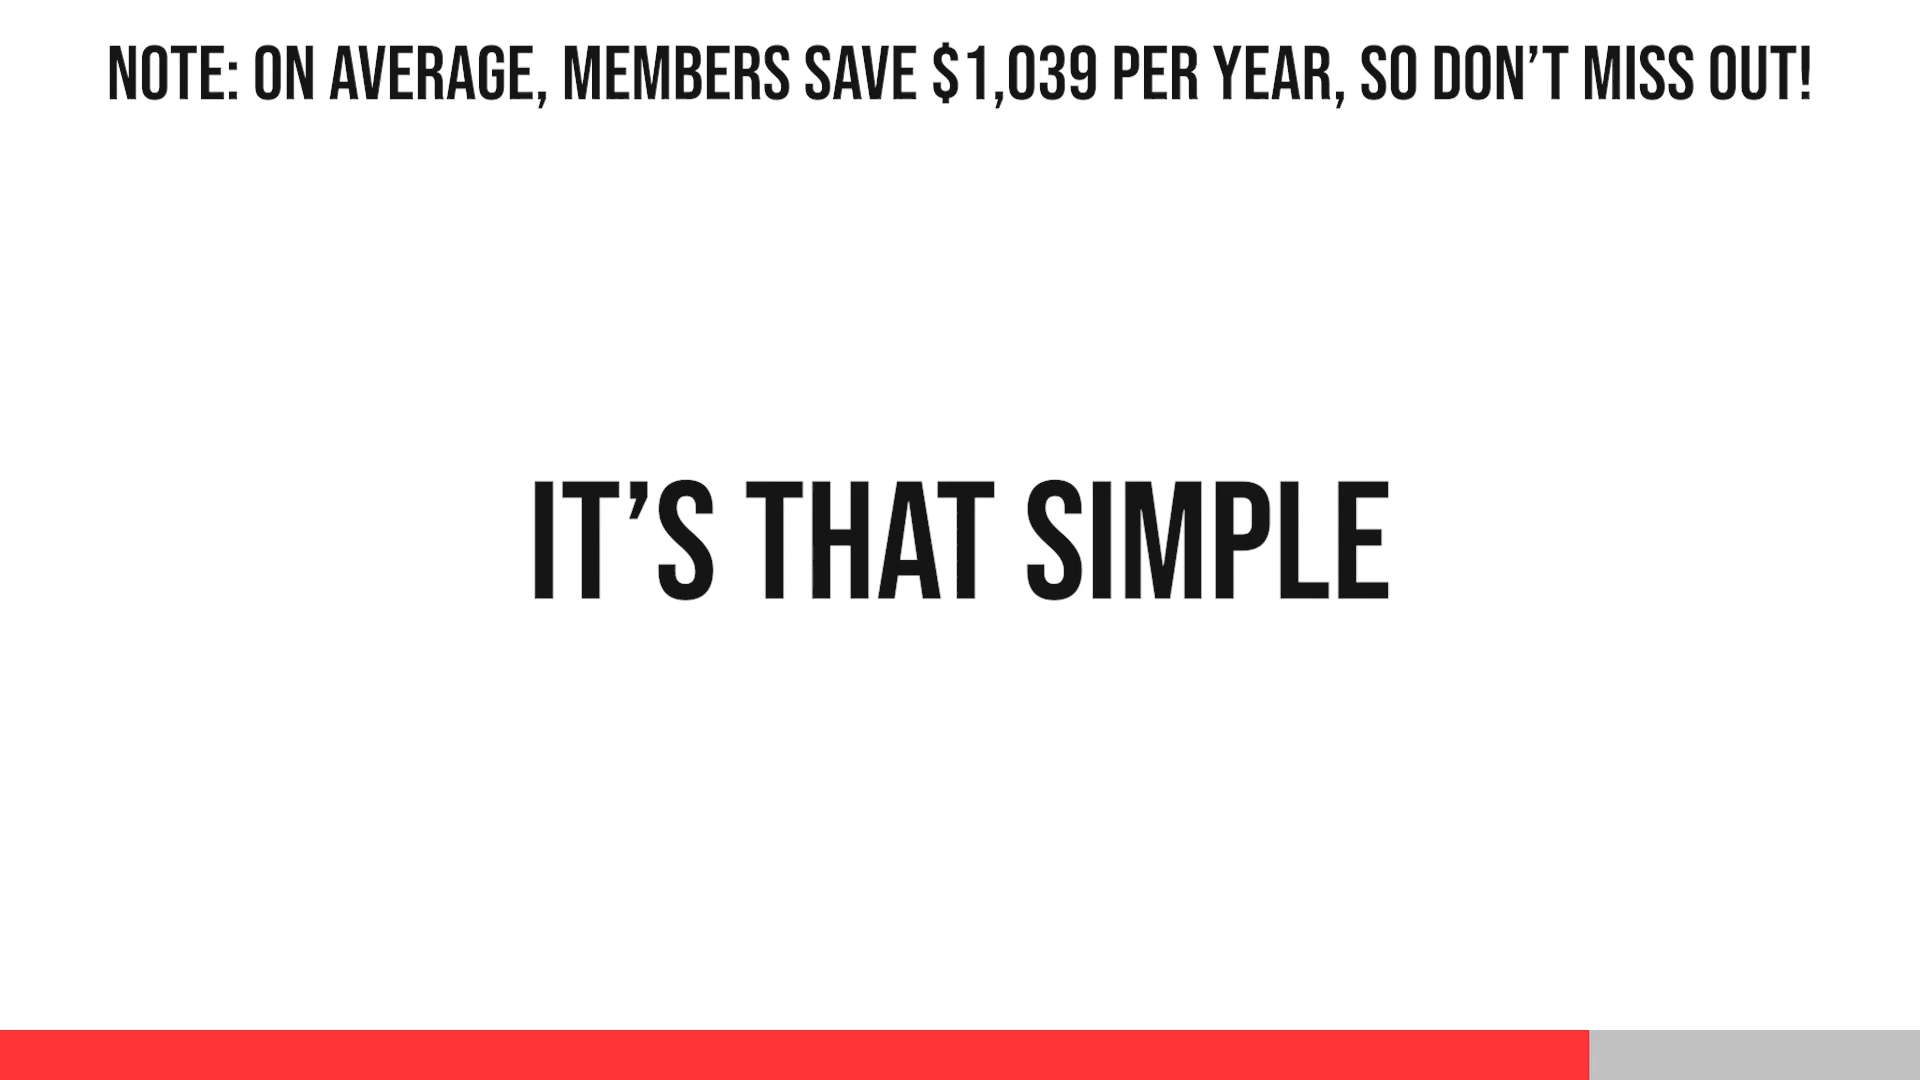 NOTE: ON AVERAGE, MEMBERS SAVE $1,039 PER YEAR, SO DON’T MISS OUT!
IT’S THAT SIMPLE